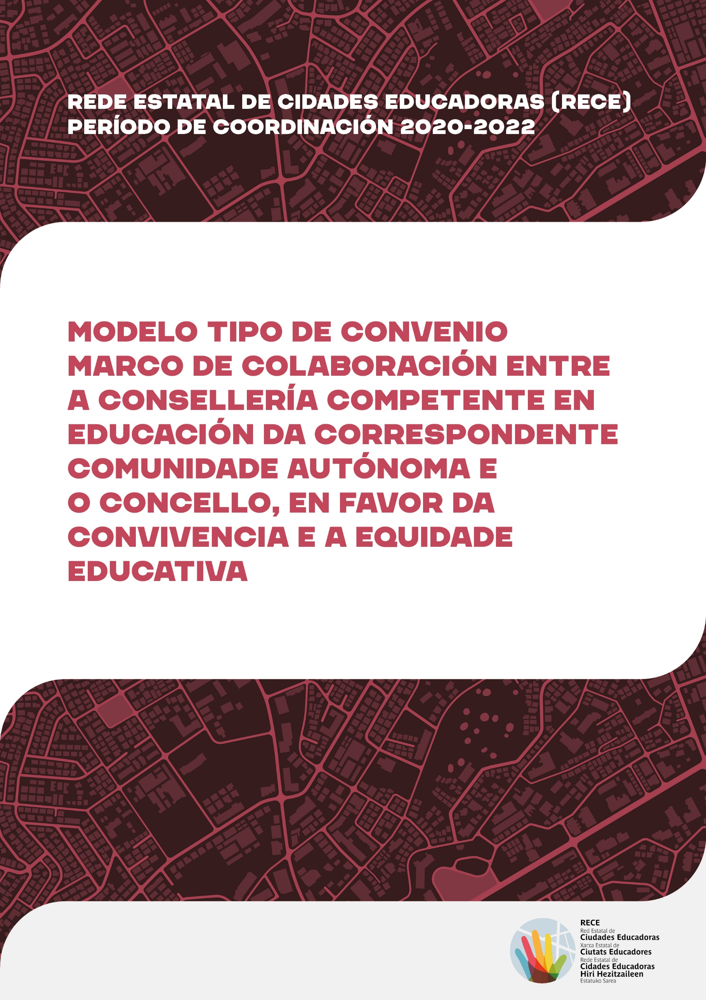 REDE ESTATAL DE CIDADES EDUCADORAS (RECE)
PERÍODO DE COORDINACIÓN 2020-2022
MODELO TIPO DE CONVENIO
MARCO DE COLABORACIÓN ENTRE
A CONSELLERÍA COMPETENTE EN
EDUCACIÓN DA CORRESPONDENTE
COMUNIDADE AUTÓNOMA E
O CONCELLO, EN FAVOR DA
CONVIVENCIA E A EQUIDADE
EDUCATIVA
RECE
Red Estatal de
Ciudades Educadoras
Xarxa Estatal de
Ciutats Educadores
Rede Estatal de
Cidades Educadoras
Hiri Hezitzaileen
Estatuko Sarea